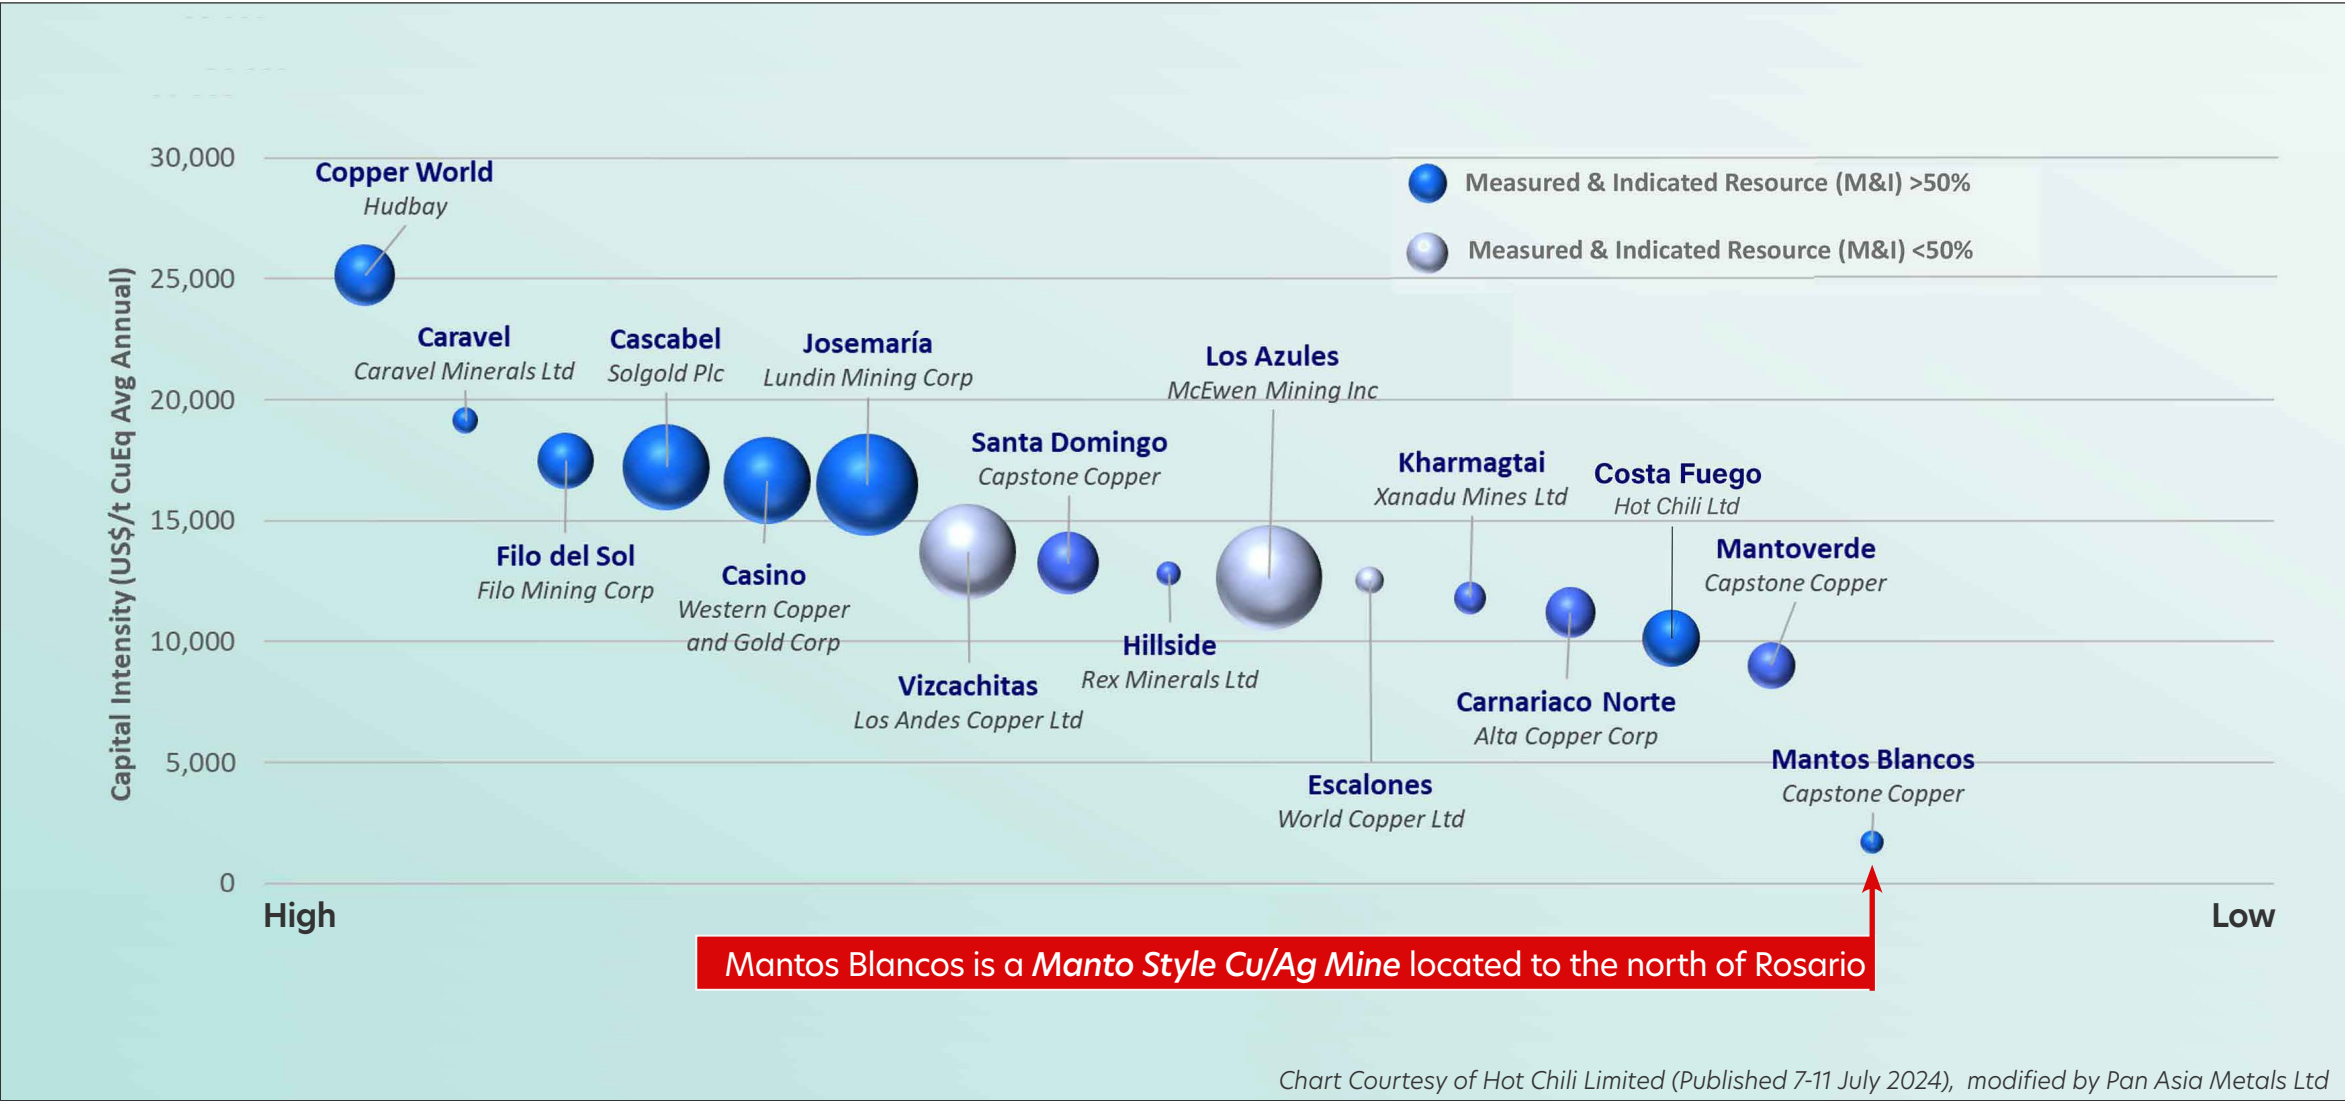 30,000
25,000
20,000
15,000
10,000
5,000
0
Capital Intensity (US$/t CuEq Avg Annual)
Measured & Indicated Resource (M&I) >50%
Measured & Indicated Resource (M&I) <50%
Copper World
Hudbay
Caravel
Caravel Minerals Ltd
Filo del Sol
Filo Mining Corp
Cascabel
Solgold Plc
Casino
Western Copper
and Gold Corp
Josemaría
Lundin Mining Corp
Vizcachitas
Los Andes Copper Ltd
Santa Domingo
Capstone Copper
Hillside
Rex Minerals Ltd
Los Azules
McEwen Mining Inc
Escalones
World Copper Ltd
Kharmagtai
Xanadu Mines Ltd
Carnariaco Norte
Alta Copper Corp
Costa Fuego
Hot Chili Ltd
Mantoverde
Capstone Copper
Mantos Blancos
Capstone Copper
High
Low
Mantos Blancos is a Manto Style Cu/Ag Mine located to the north of Rosario
Chart Courtesy of Hot Chili Limited (Published 7-11 July 2024), modified by Pan Asia Metals Ltd